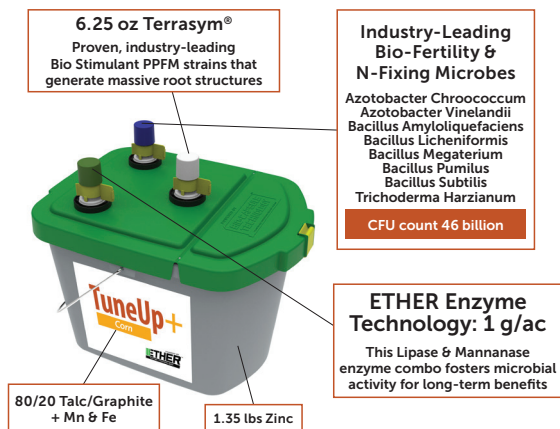 6.25 oz Terrasym®
Proven, industry-leading
Bio Stimulant PPFM strains that
generate massive root structures
Industry-Leading
Bio-Fertility &
N-Fixing Microbes
Azotobacter Chroococcum
Azotobacter Vinelandii
Bacillus Amyloliquefaciens
Bacillus Licheniformis
Bacillus Megaterium
Bacillus Pumilus
Bacillus Subtilis
Trichoderma Harzianum
CFU count 46 billion
TuneUp+
Corn
ETHER
ETHER Enzyme
Technology: 1 g/ac
This Lipase & Mannanase
enzyme combo fosters microbial
activity for long-term benefits
80/20 Talc/Graphite
+ Mn & Fe
1.35 lbs Zinc